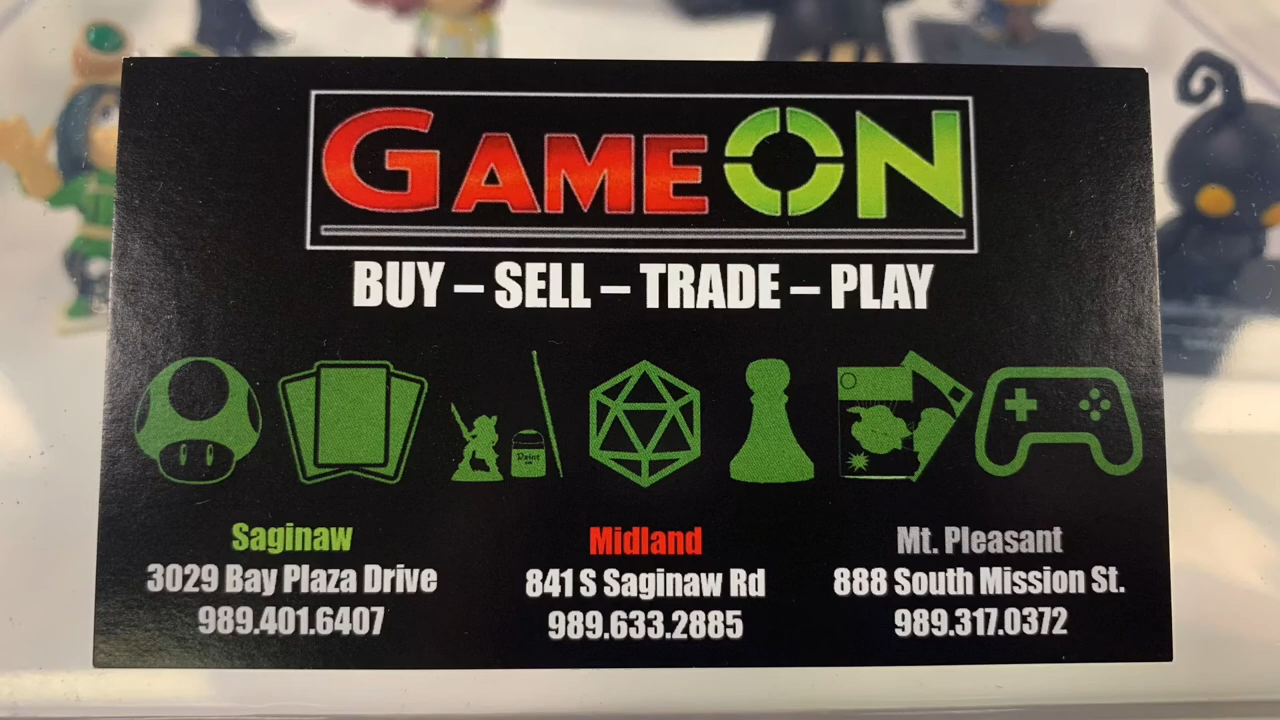 GAMEON
BUY – SELL – TRADE – PLAY
Paint
Saginaw
3029 Bay Plaza Drive
989.401.6407
Midland
841 S Saginaw Rd
989.633.2885
Mt. Pleasant
888 South Mission St.
989.317.0372